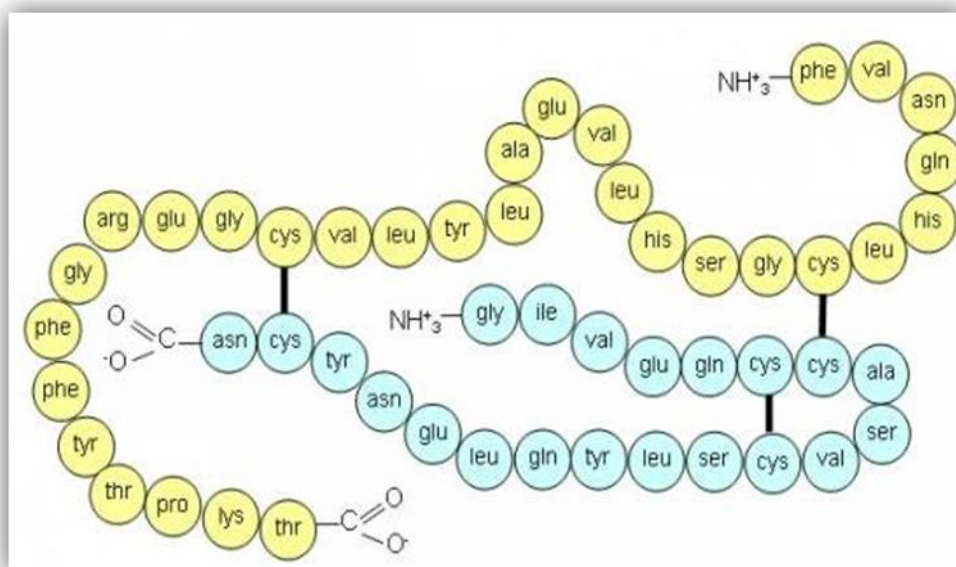 NH⁺₃ phe val asn gln his leu cys gly ser his leu val glu ala leu tyr leu val cys gly glu arg gly phe phe tyr thr pro lys thr C O O⁻
NH⁺₃ gly ile val glu gln cys cys ala ser val cys ser leu tyr gln leu glu asn tyr cys asn C O ⁻O